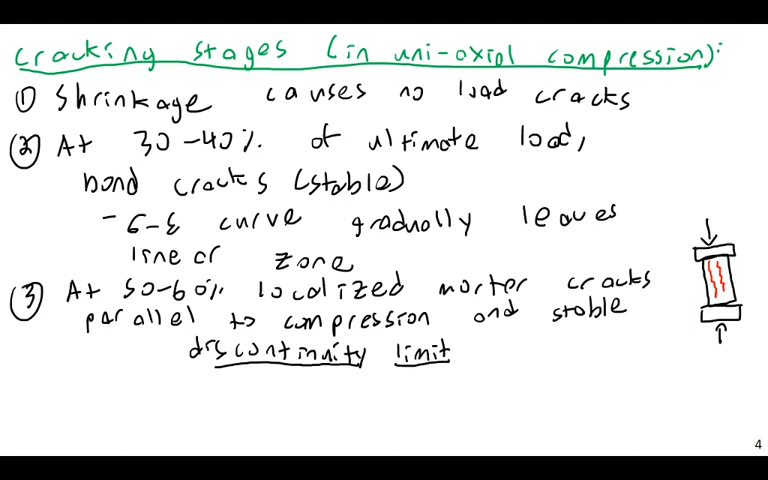 cracking stages (in uni-axial compression):
① Shrinkage causes no load cracks
② At 30-40% of ultimate load,
bond cracks (stable)
- σ-ε curve gradually leaves
linear zone
③ At 50-60% localized mortar cracks
parallel to compression and stable
discontinuity limit
4